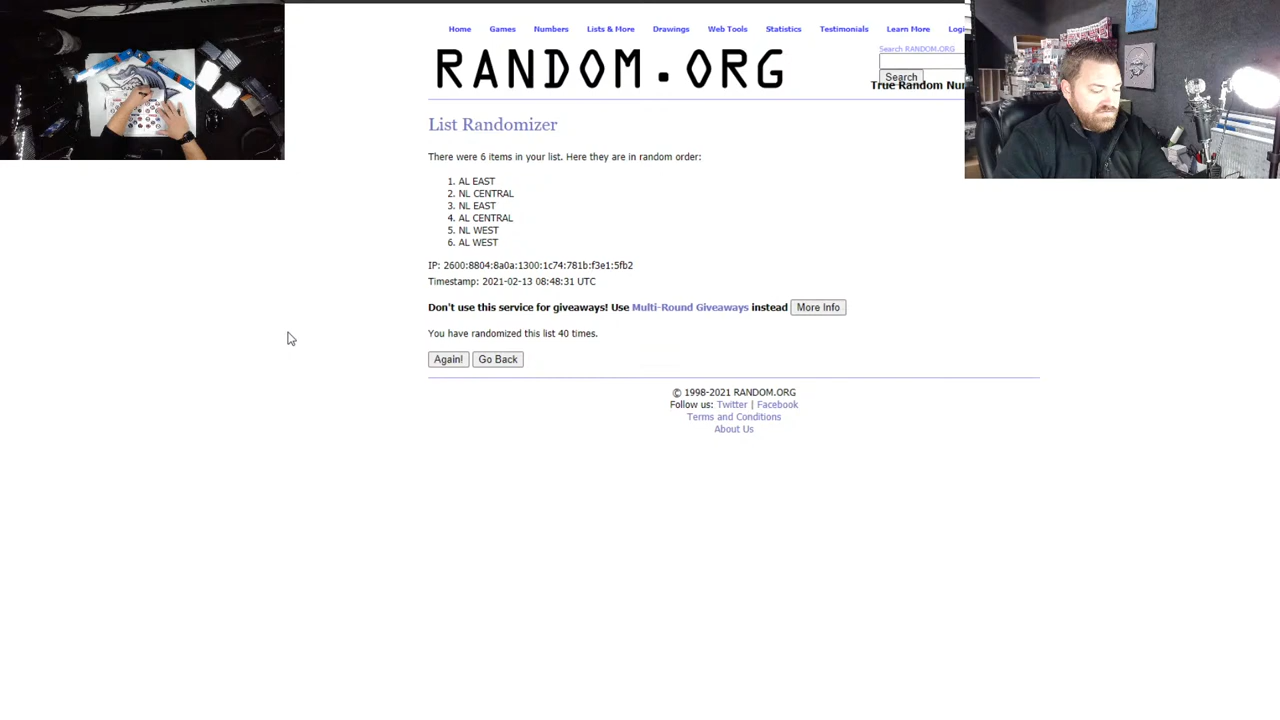 Home Games Numbers Lists & More Drawings Web Tools Statistics Testimonials Learn More
RANDOM.ORG
Search RANDOM.ORG
Search
True Random
List Randomizer
There were 6 items in your list. Here they are in random order:
1. AL EAST
2. NL CENTRAL
3. NL EAST
4. AL CENTRAL
5. NL WEST
6. AL WEST
IP: 2600:8804:8a0a:1300:1c74:781b:f3e1:5fb2
Timestamp: 2021-02-13 08:48:31 UTC
Don't use this service for giveaways! Use Multi-Round Giveaways instead More Info
You have randomized this list 40 times.
Again! Go Back
© 1998-2021 RANDOM.ORG
Follow us: Twitter | Facebook
Terms and Conditions
About Us